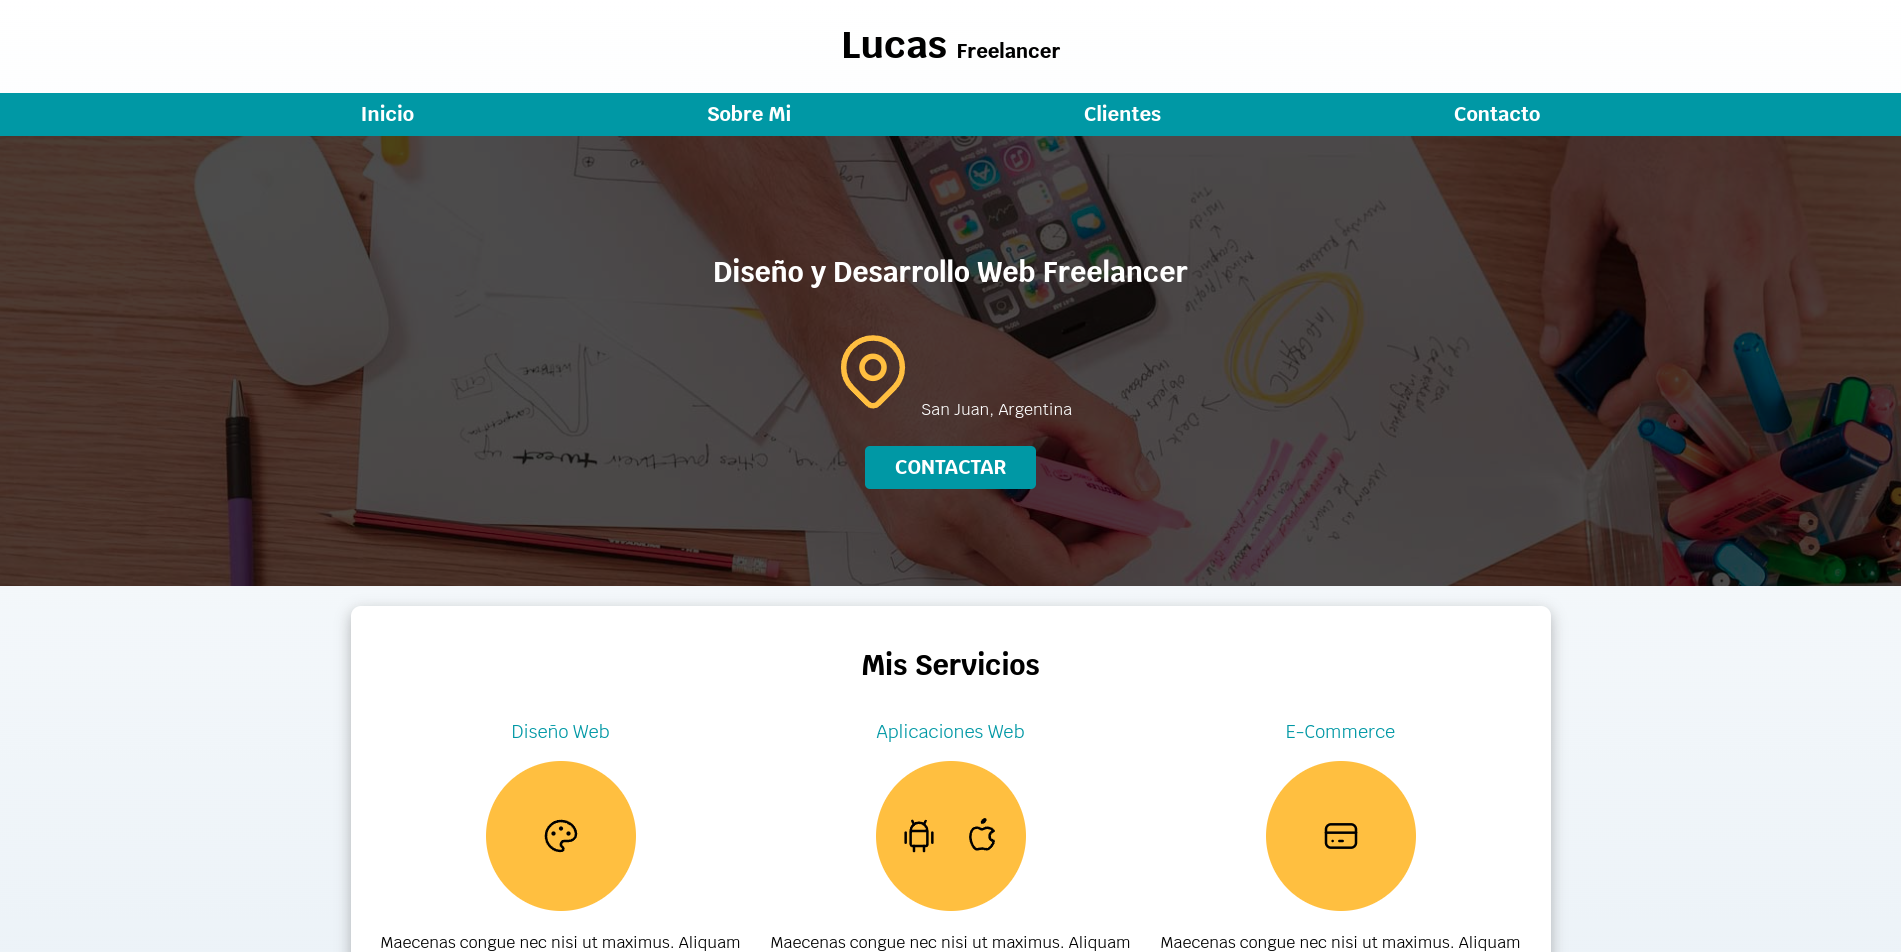 Lucas Freelancer
Inicio Sobre Mi Clientes Contacto
Diseño y Desarrollo Web Freelancer
San Juan, Argentina
CONTACTAR
Mis Servicios
Diseño Web Aplicaciones Web E-Commerce
Maecenas congue nec nisi ut maximus. Aliquam Maecenas congue nec nisi ut maximus. Aliquam Maecenas congue nec nisi ut maximus. Aliquam